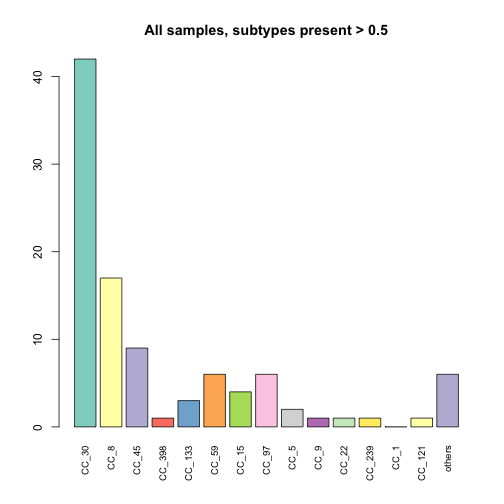 All samples, subtypes present > 0.5
40
30
20
10
0
CC_30
CC_8
CC_45
CC_398
CC_133
CC_59
CC_15
CC_97
CC_5
CC_9
CC_22
CC_239
CC_1
CC_121
others